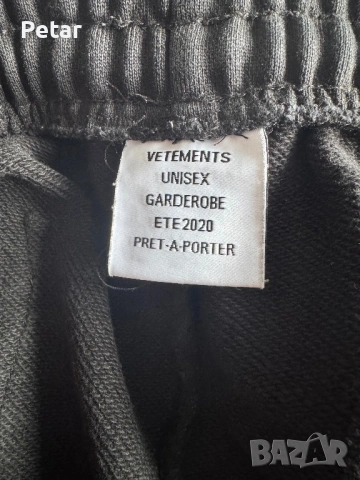 Petar
VETEMENTS
UNISEX
GARDEROBE
ETE2020
PRET-A-PORTER
BAZAR